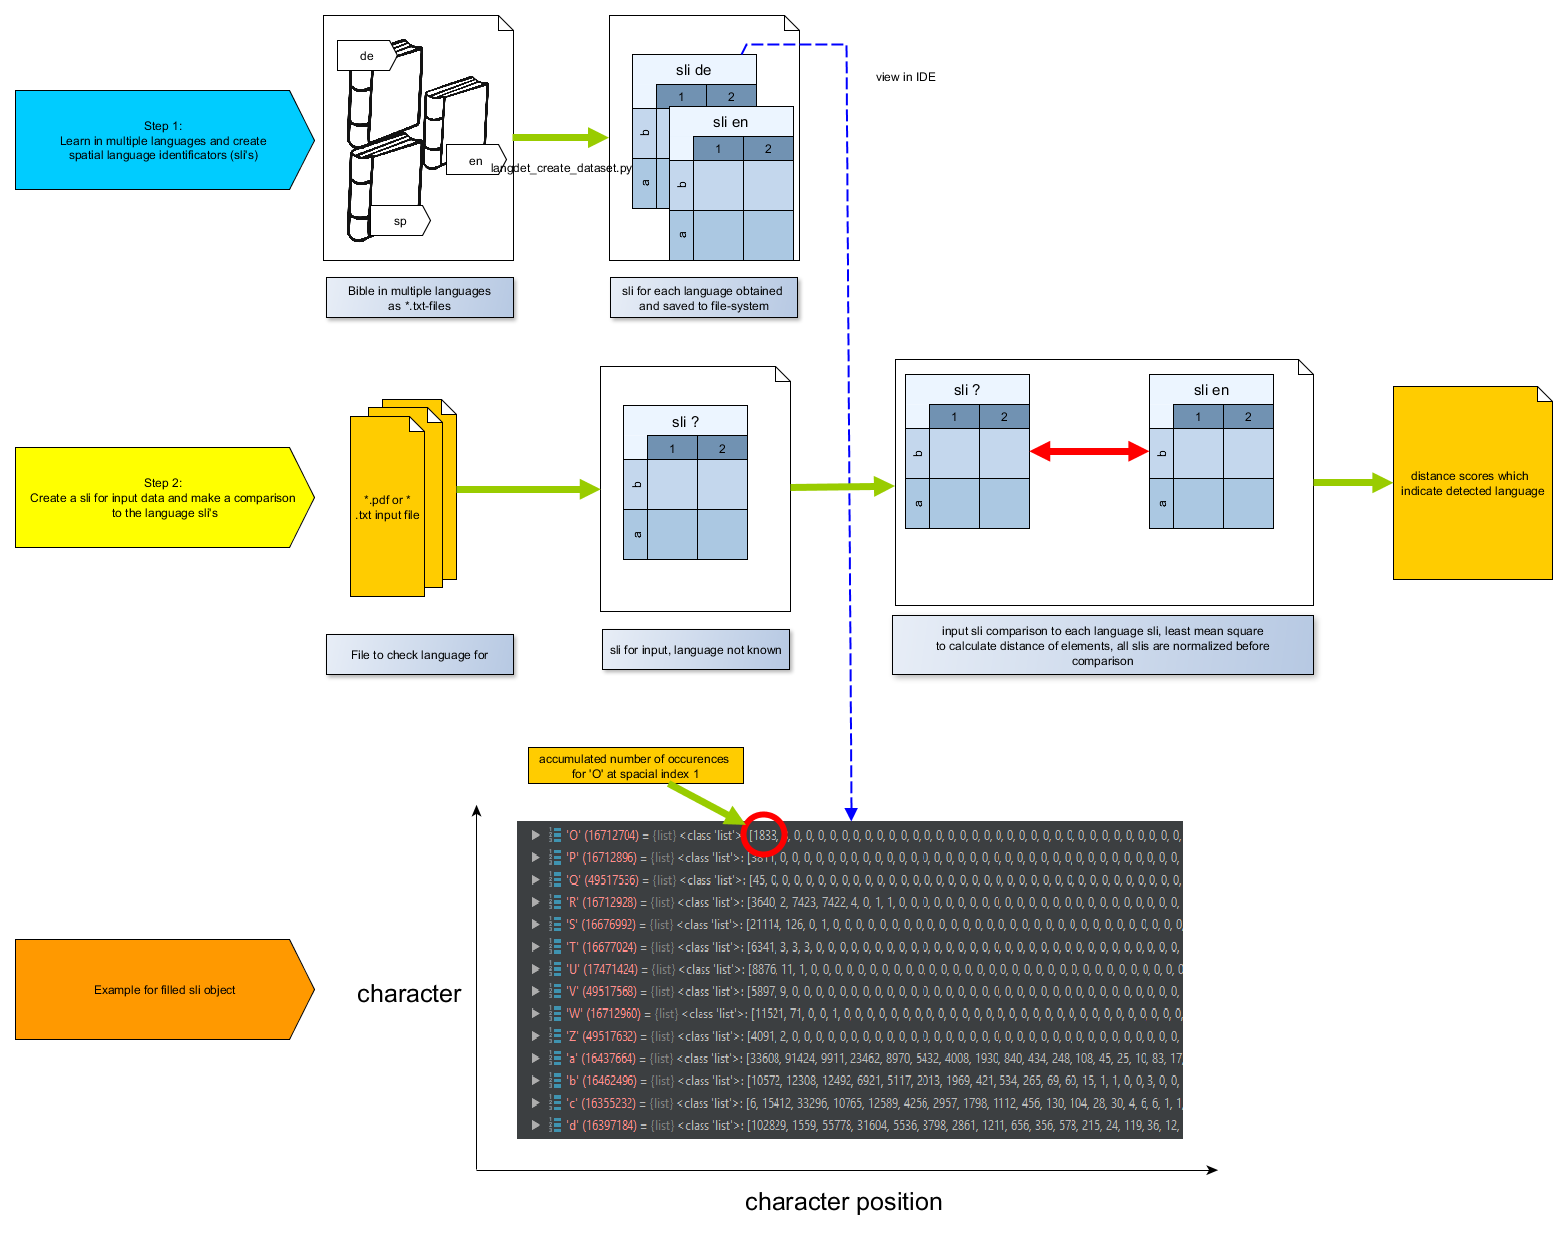 Step 1:
Learn in multiple languages and create
spatial language identificators (sli's)
de
en
sp
langdet_create_dataset.py
sli de
1 2
b
a
sli en
1 2
b
a
view in IDE
Bible in multiple languages
as *.txt-files
sli for each language obtained
and saved to file-system
Step 2:
Create a sli for input data and make a comparison
to the language sli's
*.pdf or *
.txt input file
sli ?
1 2
b
a
sli ?
1 2
b
a
sli en
1 2
b
a
distance scores which
indicate detected language
File to check language for
sli for input, language not known
input sli comparison to each language sli, least mean square
to calculate distance of elements, all slis are normalized before
comparison
accumulated number of occurences
for 'O' at spacial index 1
Example for filled sli object
character
'O' (16712704) = {list} <class 'list'>: [1833, 0, 0, 0, 0, 0, 0, 0, 0, 0, 0, 0, 0, 0, 0, 0, 0, 0, 0, 0, 0, 0, 0, 0, 0, 0, 0, 0, 0, 0, 0, 0, 0,
'P' (16712896) = {list} <class 'list'>: [3811, 0, 0, 0, 0, 0, 0, 0, 0, 0, 0, 0, 0, 0, 0, 0, 0, 0, 0, 0, 0, 0, 0, 0, 0, 0, 0, 0, 0, 0, 0, 0, 0, 0,
'Q' (49517536) = {list} <class 'list'>: [45, 0, 0, 0, 0, 0, 0, 0, 0, 0, 0, 0, 0, 0, 0, 0, 0, 0, 0, 0, 0, 0, 0, 0, 0, 0, 0, 0, 0, 0, 0, 0, 0, 0, 0,
'R' (16712928) = {list} <class 'list'>: [3640, 2, 7423, 7422, 4, 0, 1, 1, 0, 0, 0, 0, 0, 0, 0, 0, 0, 0, 0, 0, 0, 0, 0, 0, 0, 0, 0, 0, 0, 0, 0,
'S' (16676992) = {list} <class 'list'>: [21114, 126, 0, 1, 0, 0, 0, 0, 0, 0, 0, 0, 0, 0, 0, 0, 0, 0, 0, 0, 0, 0, 0, 0, 0, 0, 0, 0, 0, 0, 0, 0,
'T' (16677024) = {list} <class 'list'>: [6341, 3, 3, 3, 0, 0, 0, 0, 0, 0, 0, 0, 0, 0, 0, 0, 0, 0, 0, 0, 0, 0, 0, 0, 0, 0, 0, 0, 0, 0, 0, 0, 0, 0,
'U' (17471424) = {list} <class 'list'>: [8876, 11, 1, 0, 0, 0, 0, 0, 0, 0, 0, 0, 0, 0, 0, 0, 0, 0, 0, 0, 0, 0, 0, 0, 0, 0, 0, 0, 0, 0, 0, 0, 0, 0
'V' (49517568) = {list} <class 'list'>: [5897, 9, 0, 0, 0, 0, 0, 0, 0, 0, 0, 0, 0, 0, 0, 0, 0, 0, 0, 0, 0, 0, 0, 0, 0, 0, 0, 0, 0, 0, 0, 0, 0, 0,
'W' (16712960) = {list} <class 'list'>: [11521, 71, 0, 0, 1, 0, 0, 0, 0, 0, 0, 0, 0, 0, 0, 0, 0, 0, 0, 0, 0, 0, 0, 0, 0, 0, 0, 0, 0, 0, 0, 0, 0,
'Z' (49517632) = {list} <class 'list'>: [4091, 2, 0, 0, 0, 0, 0, 0, 0, 0, 0, 0, 0, 0, 0, 0, 0, 0, 0, 0, 0, 0, 0, 0, 0, 0, 0, 0, 0, 0, 0, 0, 0, 0,
'a' (16437664) = {list} <class 'list'>: [33608, 91424, 9911, 23462, 8970, 5432, 4008, 1930, 840, 434, 248, 108, 45, 25, 10, 83, 17,
'b' (16462496) = {list} <class 'list'>: [10572, 12308, 12492, 6921, 5117, 2013, 1969, 421, 534, 265, 69, 60, 15, 1, 1, 0, 0, 3, 0, 0,
'c' (16355232) = {list} <class 'list'>: [6, 15412, 33296, 10765, 12589, 4256, 2957, 1798, 1112, 456, 130, 104, 28, 30, 4, 6, 6, 1, 1,
'd' (16397184) = {list} <class 'list'>: [102829, 1559, 55778, 31604, 5536, 3798, 2861, 1211, 656, 356, 578, 215, 24, 119, 36, 12,
character position